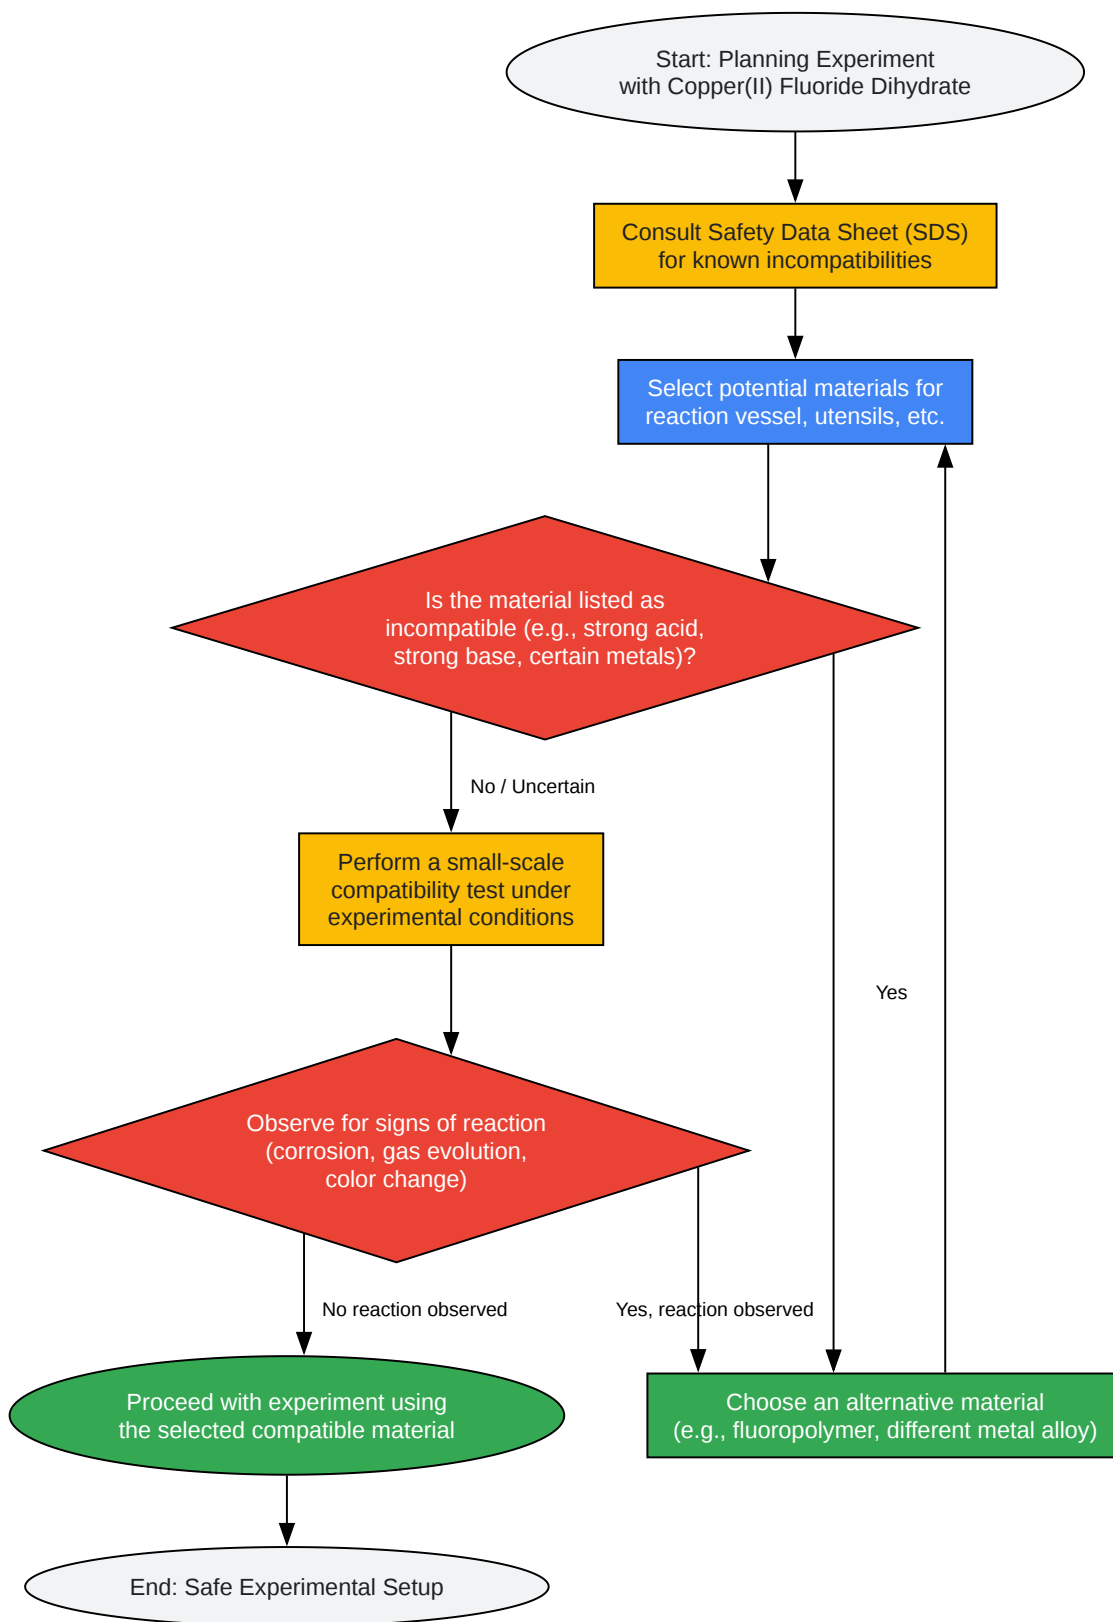 Start: Planning Experiment
with Copper(II) Fluoride Dihydrate
Consult Safety Data Sheet (SDS)
for known incompatibilities
Select potential materials for
reaction vessel, utensils, etc.
Is the material listed as
incompatible (e.g., strong acid,
strong base, certain metals)?
No / Uncertain
Perform a small-scale
compatibility test under
experimental conditions
Yes
Observe for signs of reaction
(corrosion, gas evolution,
color change)
No reaction observed
Yes, reaction observed
Proceed with experiment using
the selected compatible material
Choose an alternative material
(e.g., fluoropolymer, different metal alloy)
End: Safe Experimental Setup